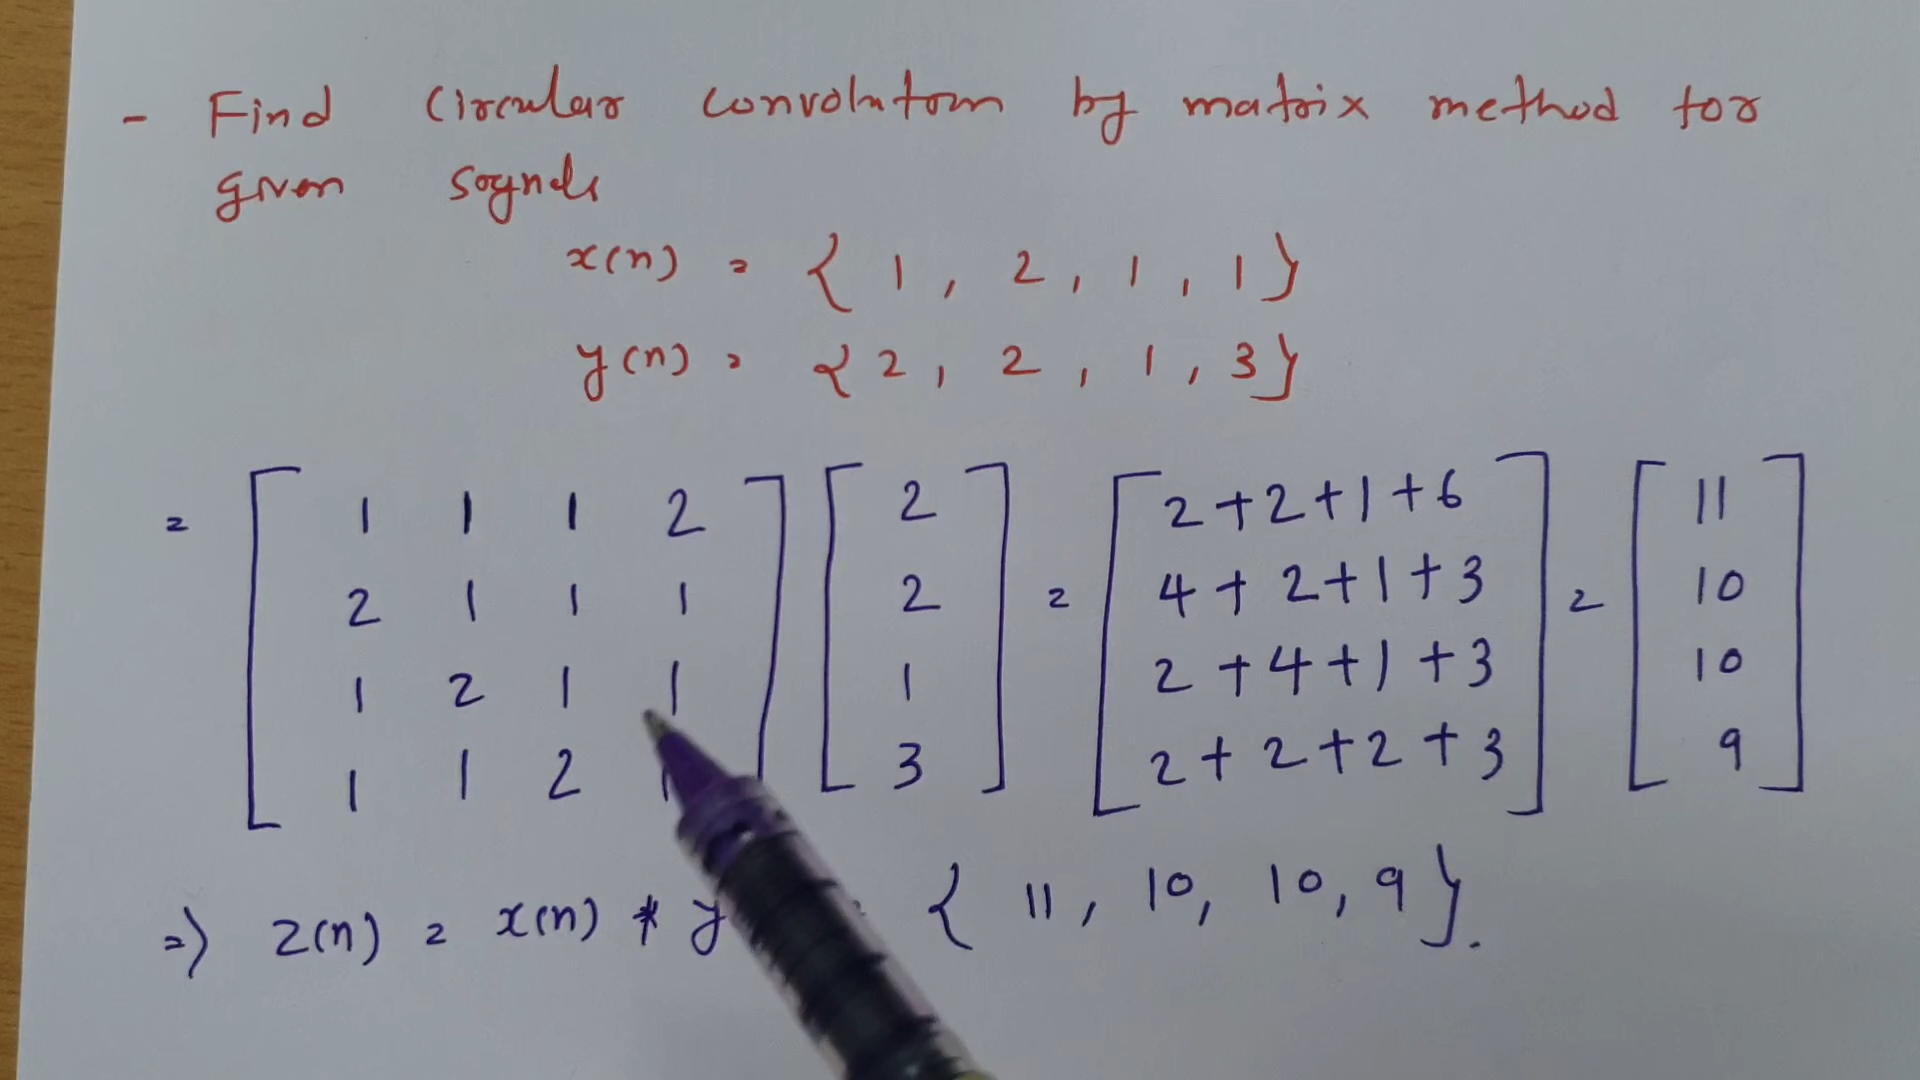 - Find Circular convolution by matrix method for
given signals
x(n) = { 1, 2, 1, 1 }
y(n) = { 2, 2, 1, 3 }
= [ 1 1 1 2 ] [ 2 ] = [ 2+2+1+6 ] = [ 11 ]
[ 2 1 1 1 ] [ 2 ] [ 4+2+1+3 ] [ 10 ]
[ 1 2 1 1 ] [ 1 ] [ 2+4+1+3 ] [ 10 ]
[ 1 1 2 1 ] [ 3 ] [ 2+2+2+3 ] [ 9 ]
=> z(n) = x(n) * y { 11, 10, 10, 9 }.